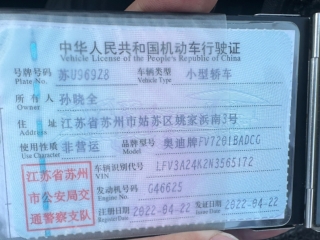 中华人民共和国机动车行驶证
Vehicle License of the People's Republic of China
号牌号码 苏U969Z8 车辆类型 小型轿车
Plate No. Vehicle Type
所有人 孙晓全
Owner
住址 江苏省苏州市姑苏区姚家浜南3号
Address
使用性质 非营运 品牌型号 奥迪牌FV7201BADCG
Use Character Model
车辆识别代号 LFV3A24K2N3565172
VIN
江苏省苏州
市公安局交
通警察支队
发动机号码 G46625
Engine No.
注册日期 2022-04-22 发证日期 2022-04-22